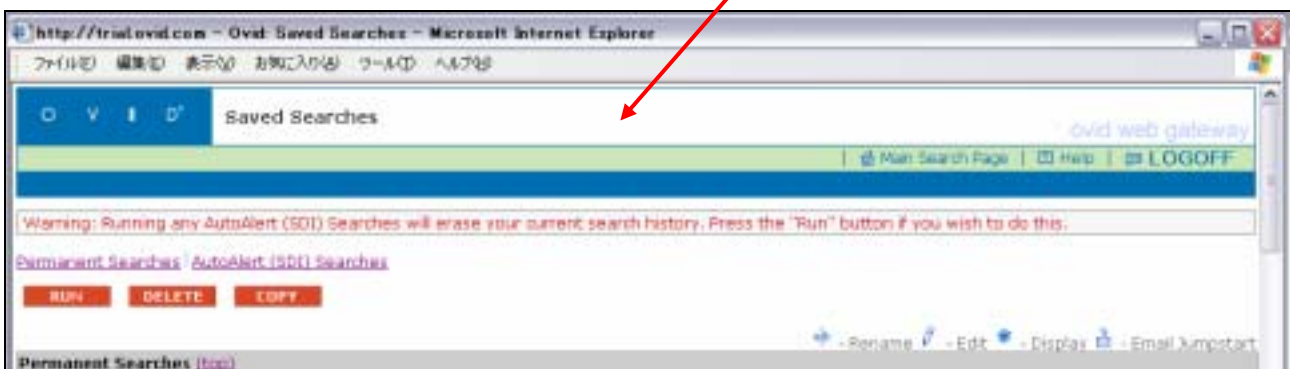 http://trial.ovid.com - Ovid: Saved Searches - Microsoft Internet Explorer
ファイル(F) 編集(E) 表示(V) お気に入り(A) ツール(T) ヘルプ(H)
O V I D Saved Searches
ovid web gateway
| Main Search Page | Help | LOGOFF
Warning: Running any AutoAlert (SDI) Searches will erase your current search history. Press the "Run" button if you wish to do this.
Permanent Searches AutoAlert (SDI) Searches
RUN DELETE COPY
- Rename - Edit - Display - Email Jumpstart
Permanent Searches (top)